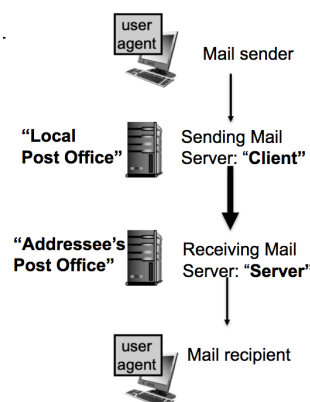 user
agent
Mail sender
“Local
Post Office”
Sending Mail
Server: “Client”
“Addressee’s
Post Office”
Receiving Mail
Server: “Server”
user
agent
Mail recipient